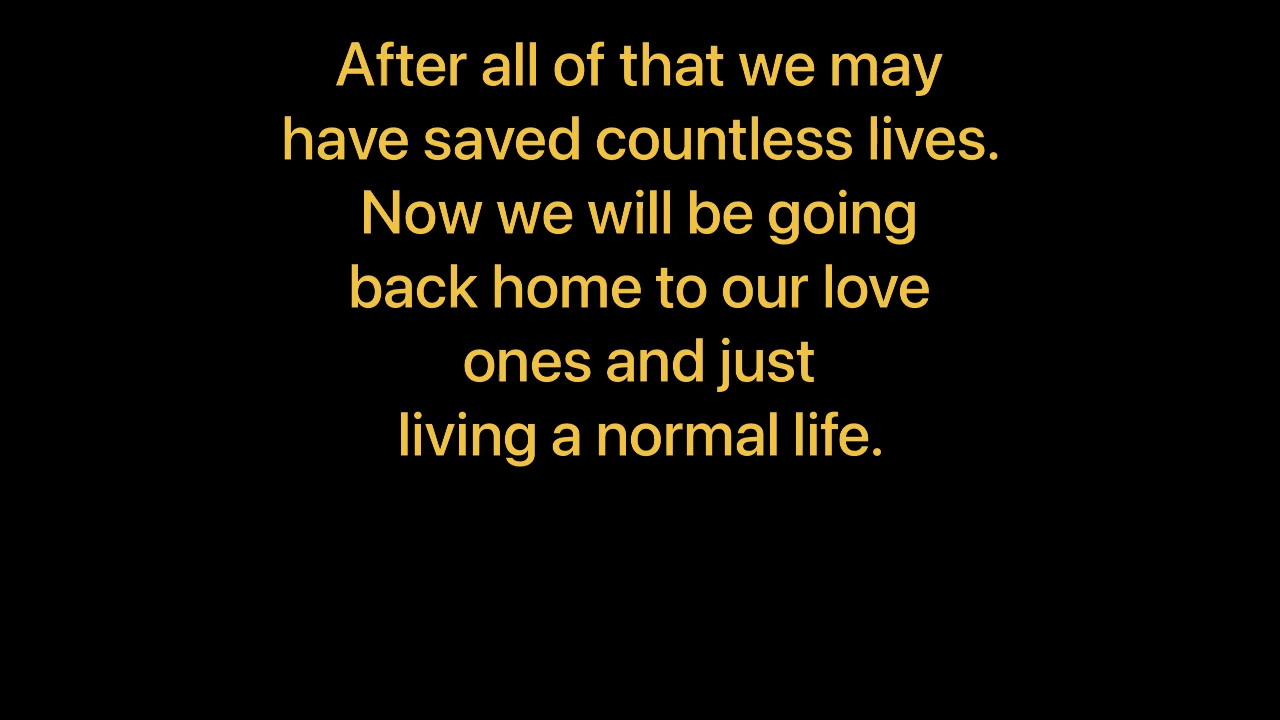 After all of that we may
have saved countless lives.
Now we will be going
back home to our love
ones and just
living a normal life.